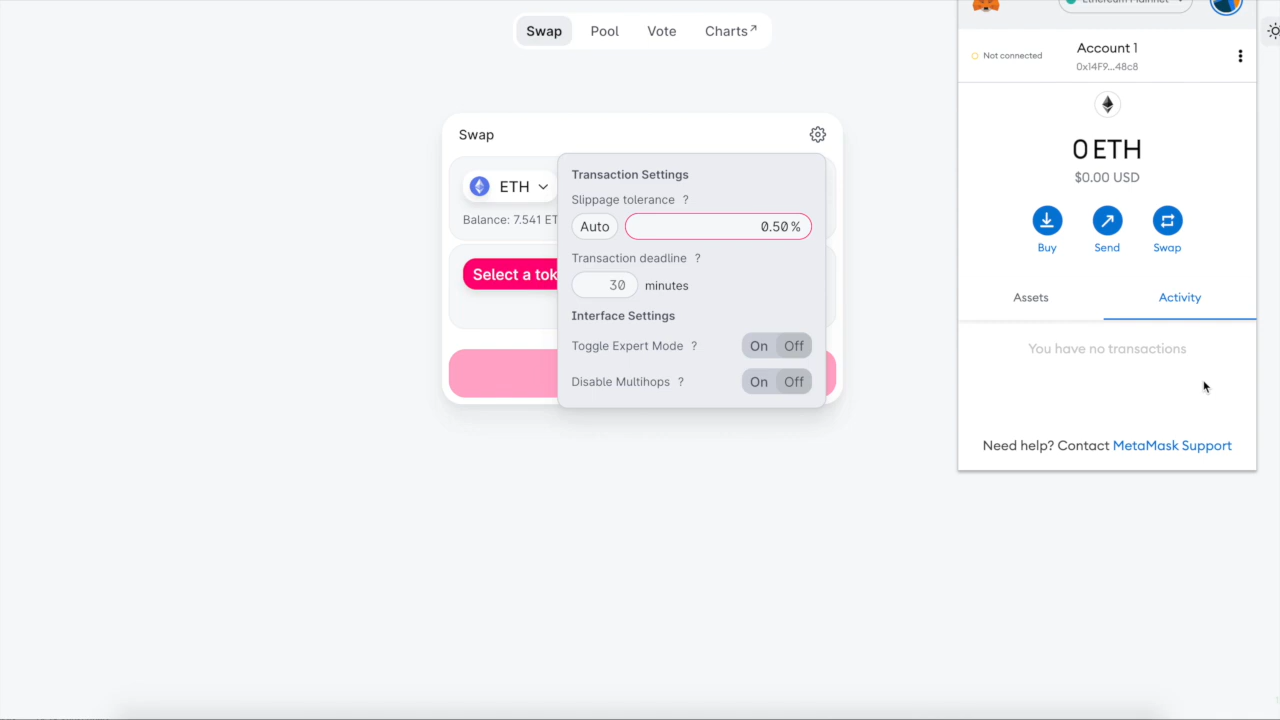 Ethereum Mainnet
Swap
Pool
Vote
Charts↗
Not connected
Account 1
0x14F9...48c8
0 ETH
$0.00 USD
Buy
Send
Swap
Assets
Activity
You have no transactions
Need help? Contact MetaMask Support
Swap
ETH
Balance: 7.541 ET
Select a tok
Transaction Settings
Slippage tolerance ?
Auto
0.50 %
Transaction deadline ?
30 minutes
Interface Settings
Toggle Expert Mode ?
On Off
Disable Multihops ?
On Off